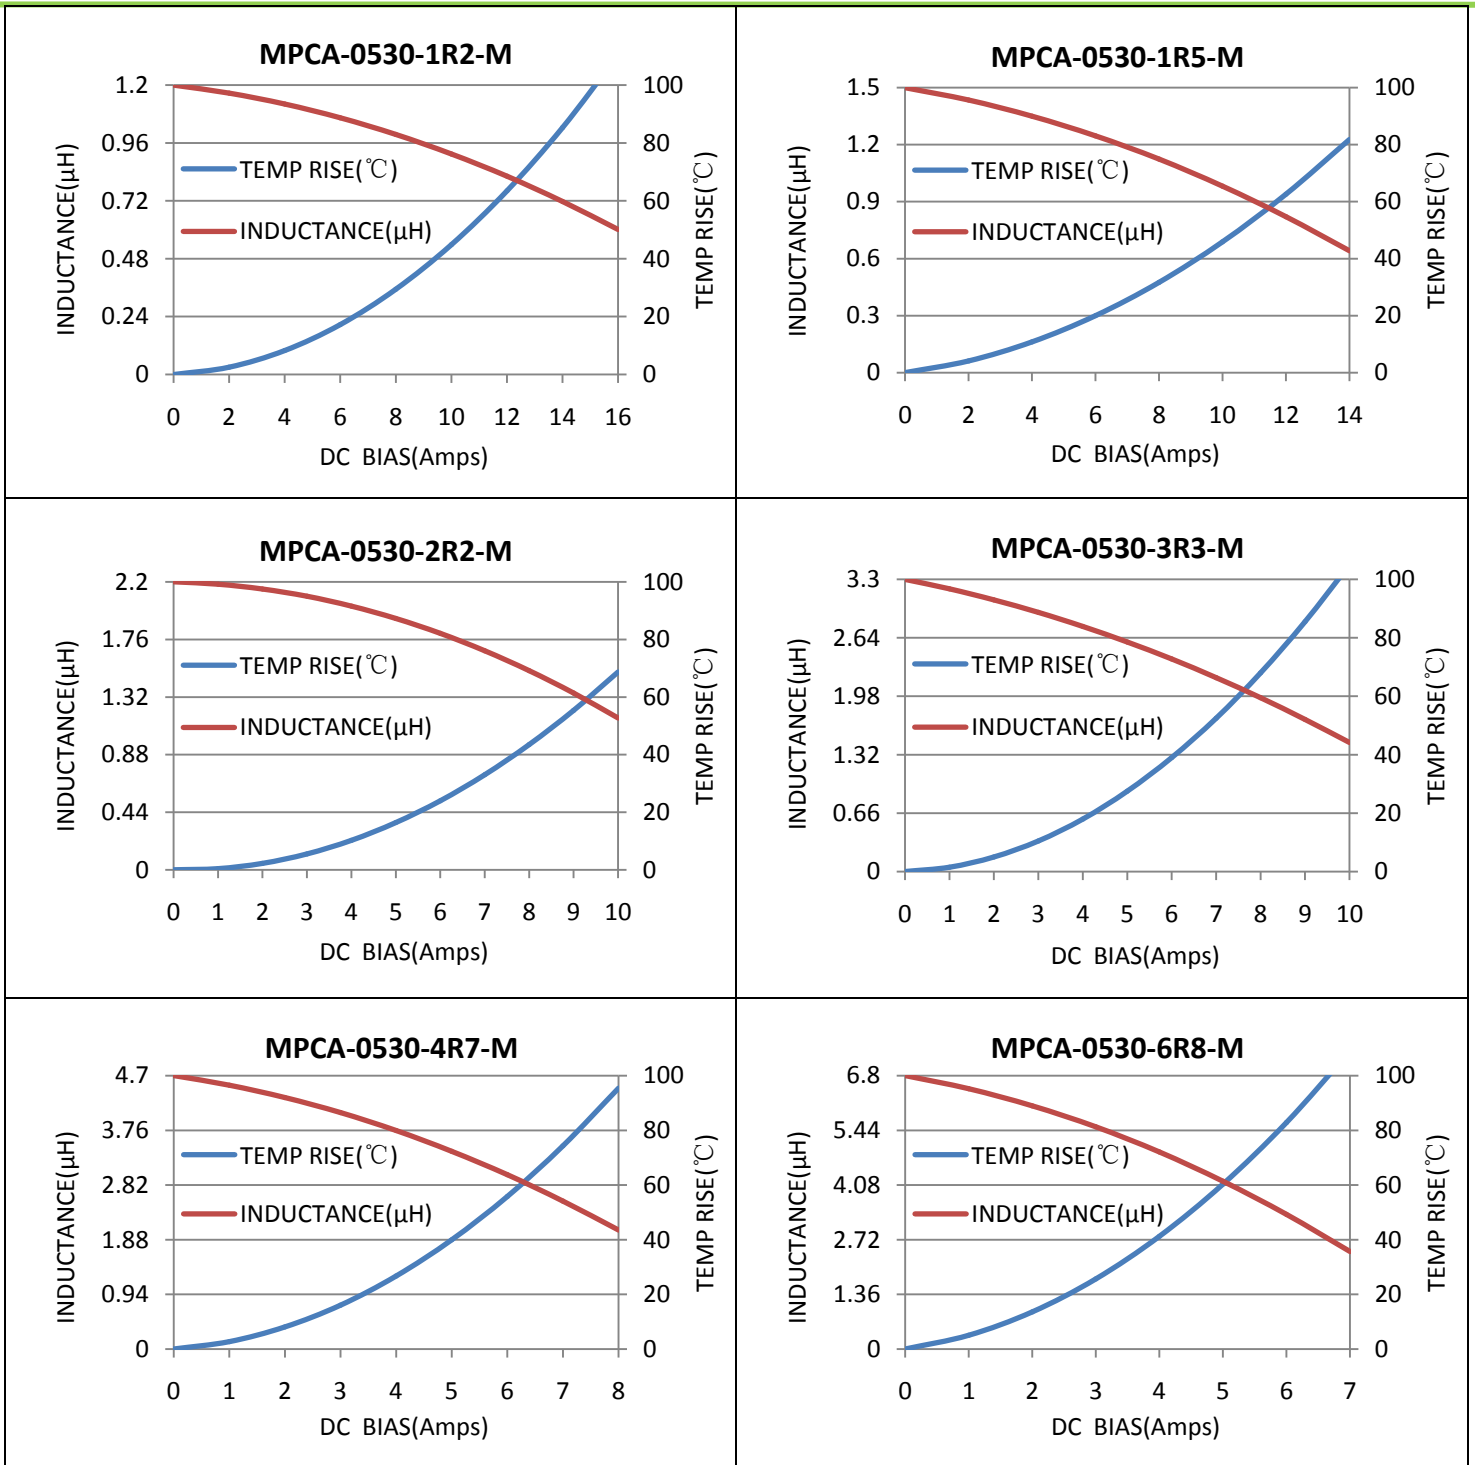 MPCA-0530-1R2-M
1.2
0.96
0.72
0.48
0.24
0
INDUCTANCE(μH)
TEMP RISE(℃)
INDUCTANCE(μH)
100
80
60
40
20
0
TEMP RISE(℃)
0 2 4 6 8 10 12 14 16
DC BIAS(Amps)
MPCA-0530-1R5-M
1.5
1.2
0.9
0.6
0.3
0
INDUCTANCE(μH)
TEMP RISE(℃)
INDUCTANCE(μH)
100
80
60
40
20
0
TEMP RISE(℃)
0 2 4 6 8 10 12 14
DC BIAS(Amps)
MPCA-0530-2R2-M
2.2
1.76
1.32
0.88
0.44
0
INDUCTANCE(μH)
TEMP RISE(℃)
INDUCTANCE(μH)
100
80
60
40
20
0
TEMP RISE(℃)
0 1 2 3 4 5 6 7 8 9 10
DC BIAS(Amps)
MPCA-0530-3R3-M
3.3
2.64
1.98
1.32
0.66
0
INDUCTANCE(μH)
TEMP RISE(℃)
INDUCTANCE(μH)
100
80
60
40
20
0
TEMP RISE(℃)
0 1 2 3 4 5 6 7 8 9 10
DC BIAS(Amps)
MPCA-0530-4R7-M
4.7
3.76
2.82
1.88
0.94
0
INDUCTANCE(μH)
TEMP RISE(℃)
INDUCTANCE(μH)
100
80
60
40
20
0
TEMP RISE(℃)
0 1 2 3 4 5 6 7 8
DC BIAS(Amps)
MPCA-0530-6R8-M
6.8
5.44
4.08
2.72
1.36
0
INDUCTANCE(μH)
TEMP RISE(℃)
INDUCTANCE(μH)
100
80
60
40
20
0
TEMP RISE(℃)
0 1 2 3 4 5 6 7
DC BIAS(Amps)